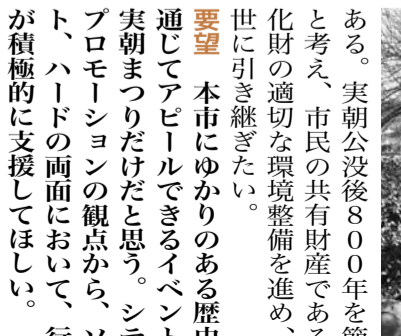 ある。実朝公没後８００年を節
と考え、市民の共有財産である
化財の適切な環境整備を進め、
世に引き継ぎたい。
要望　本市にゆかりのある歴史
通じてアピールできるイベント
実朝まつりだけだと思う。シテ
プロモーションの観点から、ソ
ト、ハードの両面において、行
が積極的に支援してほしい。